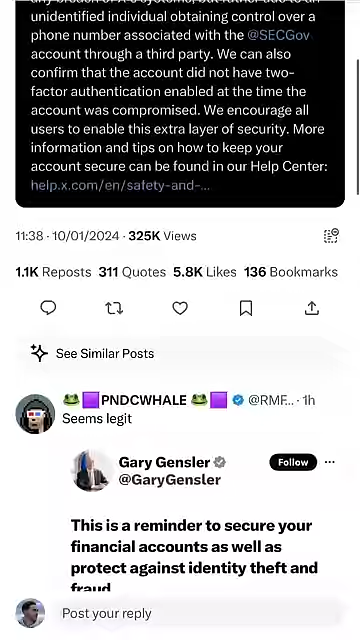 unidentified individual obtaining control over a
phone number associated with the @SECGov
account through a third party. We can also
confirm that the account did not have two-
factor authentication enabled at the time the
account was compromised. We encourage all
users to enable this extra layer of security. More
information and tips on how to keep your
account secure can be found in our Help Center:
help.x.com/en/safety-and-...
11:38 · 10/01/2024 · 325K Views
1.1K Reposts 311 Quotes 5.8K Likes 136 Bookmarks
See Similar Posts
🐸🟪PNDCWHALE🐸🟪 @RMF... · 1h
Seems legit
Gary Gensler
Follow ...
@GaryGensler
This is a reminder to secure your
financial accounts as well as
protect against identity theft and
fraud
Post your reply